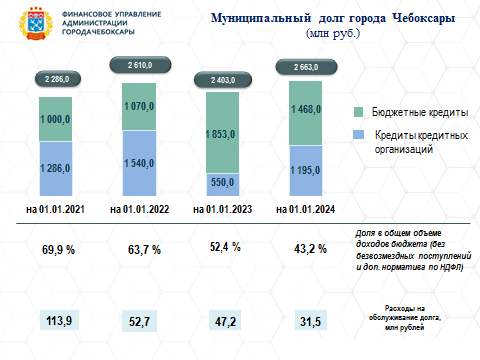 ФИНАНСОВОЕ УПРАВЛЕНИЕ
АДМИНИСТРАЦИИ
ГОРОДА ЧЕБОКСАРЫ
Муниципальный долг города Чебоксары
(млн руб.)
2 286,0
2 610,0
2 403,0
2 663,0
1 000,0
1 070,0
1 853,0
1 468,0
1 286,0
1 540,0
550,0
1 195,0
Бюджетные кредиты
Кредиты кредитных
организаций
на 01.01.2021
на 01.01.2022
на 01.01.2023
на 01.01.2024
69,9 %
63,7 %
52,4 %
43,2 %
Доля в общем объеме
доходов бюджета (без
безвозмездных поступлений
и доп. норматива по НДФЛ)
113,9
52,7
47,2
31,5
Расходы на
обслуживание долга,
млн рублей